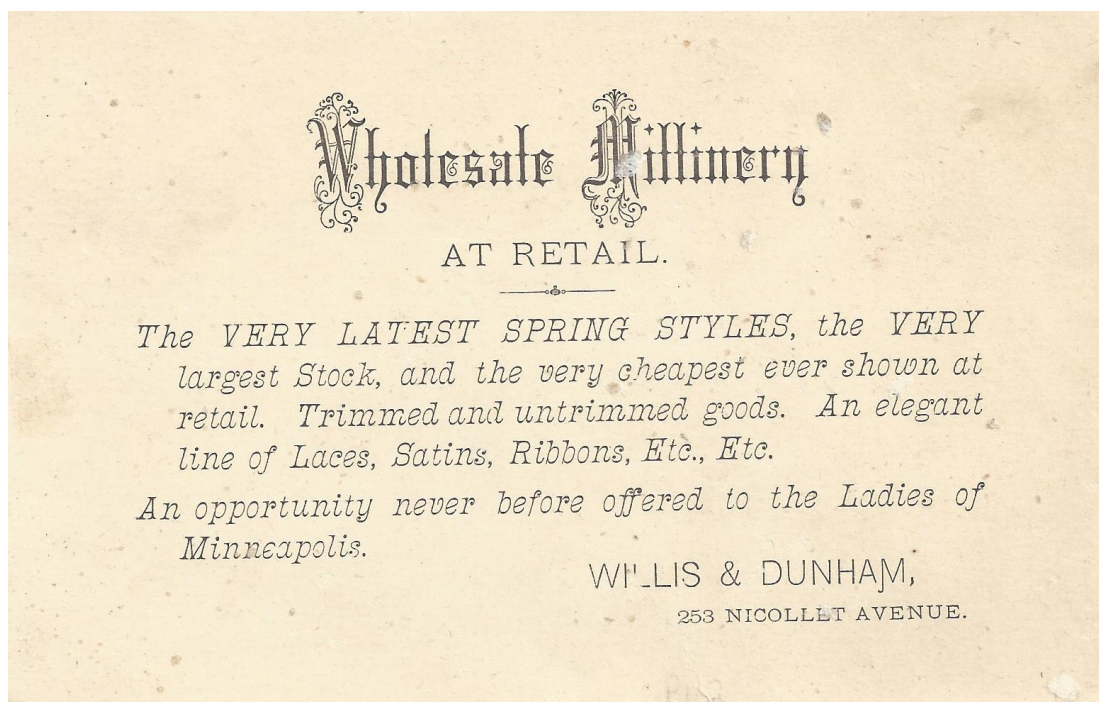 Wholesale Millinery
AT RETAIL.
The VERY LATEST SPRING STYLES, the VERY
largest Stock, and the very cheapest ever shown at
retail. Trimmed and untrimmed goods. An elegant
line of Laces, Satins, Ribbons, Etc., Etc.
An opportunity never before offered to the Ladies of
Minneapolis.
WILLIS & DUNHAM,
253 NICOLLET AVENUE.